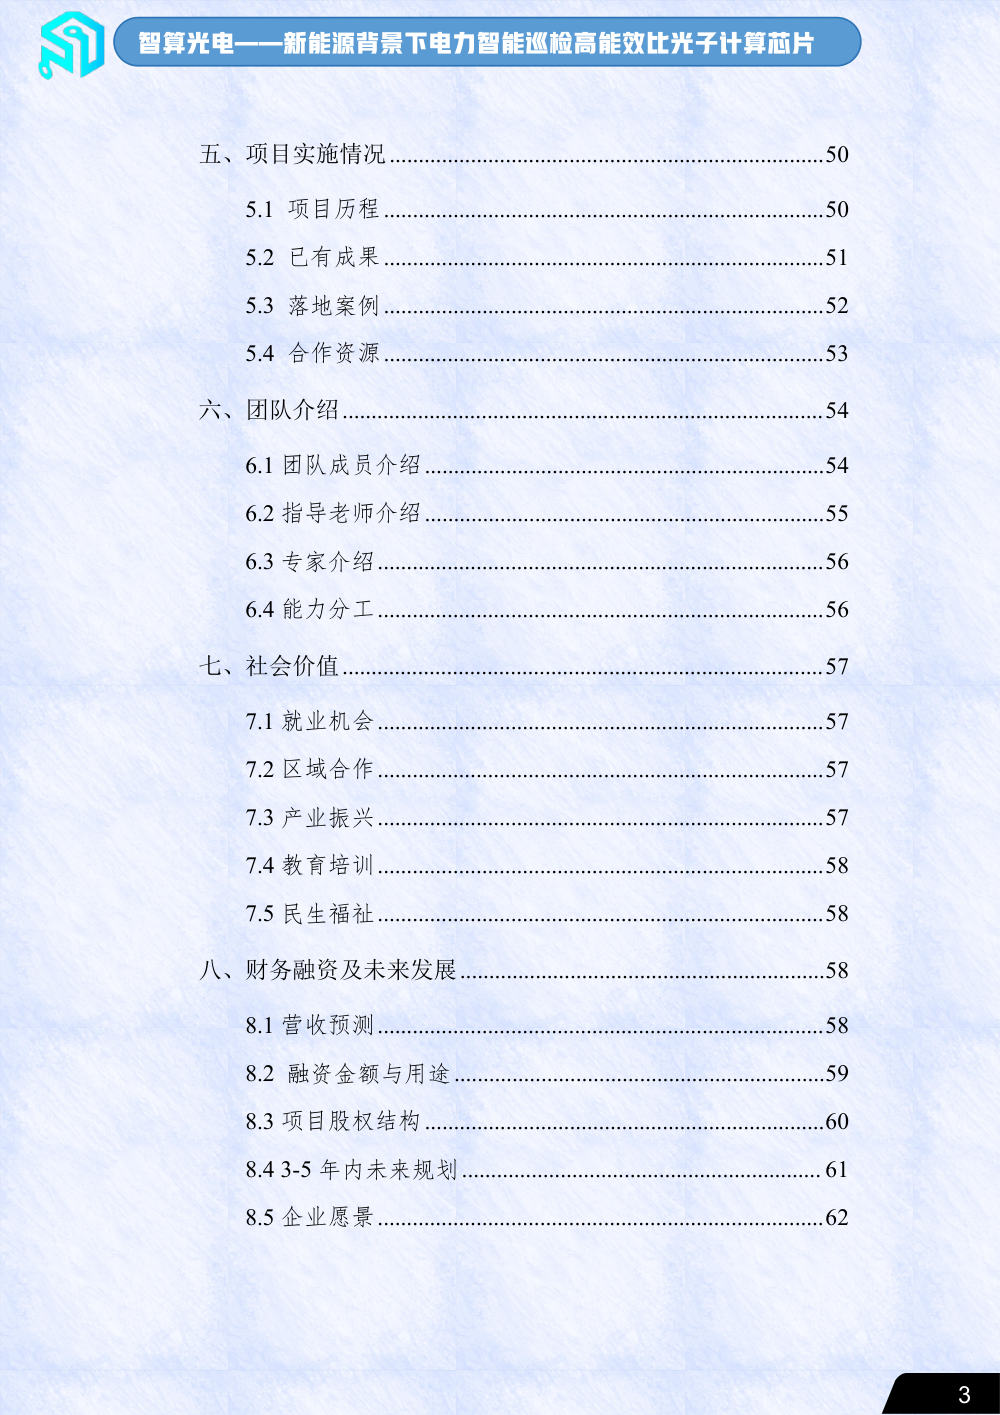 智算光电——新能源背景下电力智能巡检高能效比光子计算芯片
五、项目实施情况........................................50
5.1 项目历程........................................50
5.2 已有成果........................................51
5.3 落地案例........................................52
5.4 合作资源........................................53
六、团队介绍........................................54
6.1 团队成员介绍........................................54
6.2 指导老师介绍........................................55
6.3 专家介绍........................................56
6.4 能力分工........................................56
七、社会价值........................................57
7.1 就业机会........................................57
7.2 区域合作........................................57
7.3 产业振兴........................................57
7.4 教育培训........................................58
7.5 民生福祉........................................58
八、财务融资及未来发展........................................58
8.1 营收预测........................................58
8.2 融资金额与用途........................................59
8.3 项目股权结构........................................60
8.4 3-5 年内未来规划........................................61
8.5 企业愿景........................................62
3